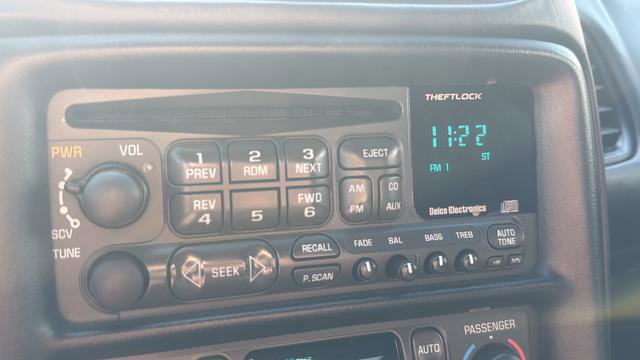 THEFTLOCK
11:22
ST
FM 1
Delco Electronics
PWR VOL
SCV
TUNE
1 PREV
2 RDM
3 NEXT
REV 4
5
FWD 6
EJECT
AM FM
CD AUX
SEEK
RECALL
P.SCAN
FADE BAL BASS TREB
AUTO TONE
AUTO
PASSENGER